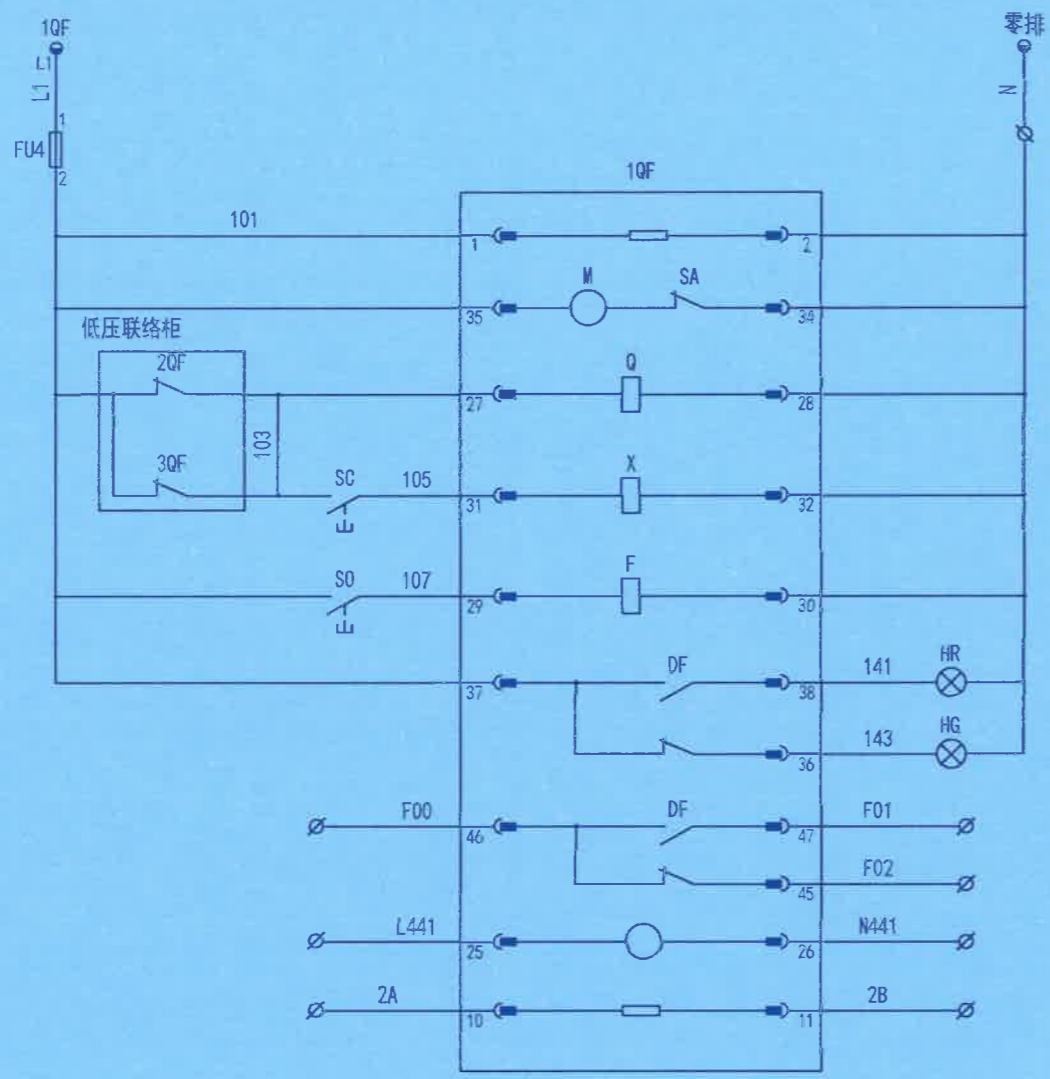 1QF
零排
L1
L1
N
1
FU4
2
1QF
101
1
2
M
SA
35
34
低压联络柜
2QF
Q
27
28
103
3QF
SC
105
X
31
32
SO
107
F
29
30
DF
141
HR
37
38
143
HG
36
F00
DF
F01
46
47
F02
45
L441
N441
25
26
2A
2B
10
11